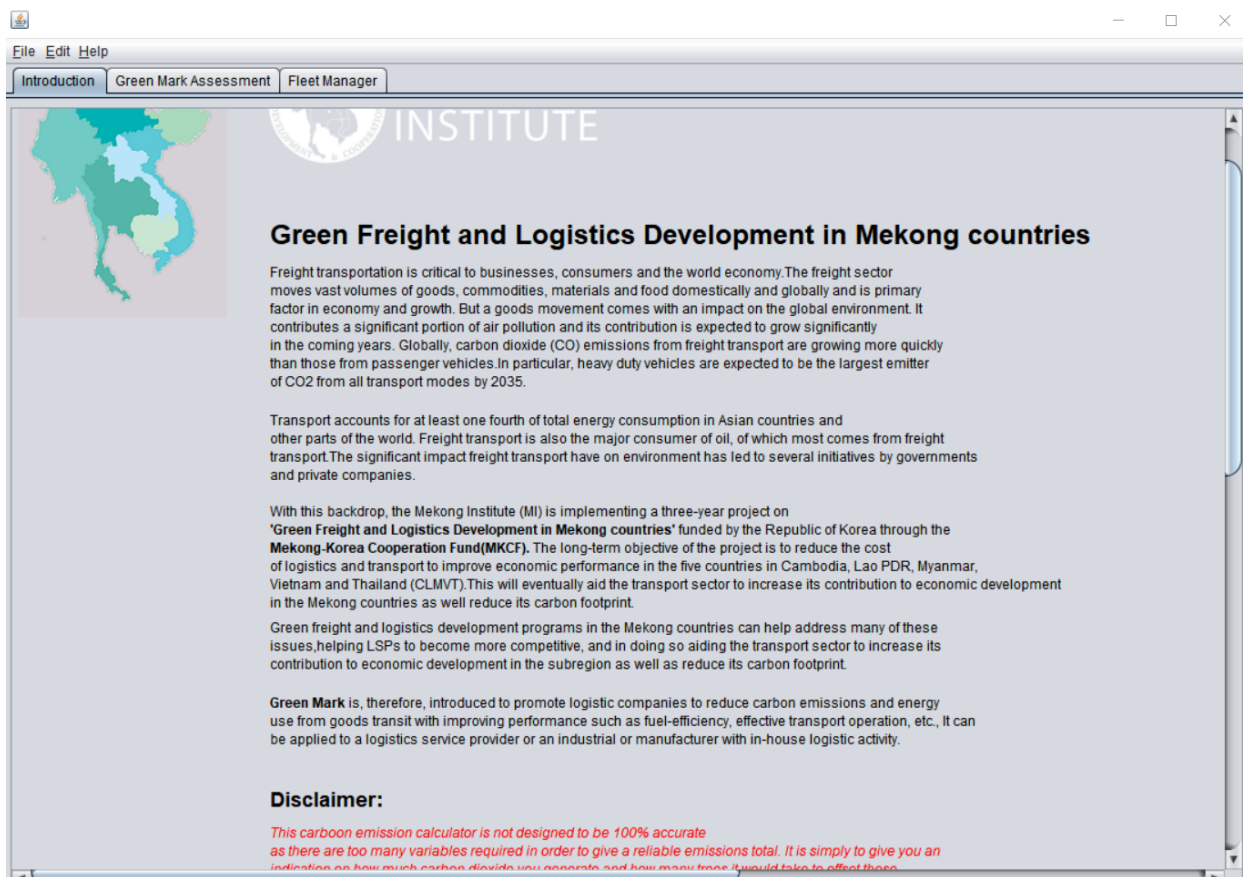 File Edit Help
Introduction Green Mark Assessment Fleet Manager
INSTITUTE
DEVELOPMENT & COOPERATION
Green Freight and Logistics Development in Mekong countries
Freight transportation is critical to businesses, consumers and the world economy.The freight sector
moves vast volumes of goods, commodities, materials and food domestically and globally and is primary
factor in economy and growth. But a goods movement comes with an impact on the global environment. It
contributes a significant portion of air pollution and its contribution is expected to grow significantly
in the coming years. Globally, carbon dioxide (CO) emissions from freight transport are growing more quickly
than those from passenger vehicles.In particular, heavy duty vehicles are expected to be the largest emitter
of CO2 from all transport modes by 2035.
Transport accounts for at least one fourth of total energy consumption in Asian countries and
other parts of the world. Freight transport is also the major consumer of oil, of which most comes from freight
transport.The significant impact freight transport have on environment has led to several initiatives by governments
and private companies.
With this backdrop, the Mekong Institute (MI) is implementing a three-year project on
'Green Freight and Logistics Development in Mekong countries' funded by the Republic of Korea through the
Mekong-Korea Cooperation Fund(MKCF). The long-term objective of the project is to reduce the cost
of logistics and transport to improve economic performance in the five countries in Cambodia, Lao PDR, Myanmar,
Vietnam and Thailand (CLMVT).This will eventually aid the transport sector to increase its contribution to economic development
in the Mekong countries as well reduce its carbon footprint.
Green freight and logistics development programs in the Mekong countries can help address many of these
issues,helping LSPs to become more competitive, and in doing so aiding the transport sector to increase its
contribution to economic development in the subregion as well as reduce its carbon footprint.
Green Mark is, therefore, introduced to promote logistic companies to reduce carbon emissions and energy
use from goods transit with improving performance such as fuel-efficiency, effective transport operation, etc., It can
be applied to a logistics service provider or an industrial or manufacturer with in-house logistic activity.
Disclaimer:
This carboon emission calculator is not designed to be 100% accurate
as there are too many variables required in order to give a reliable emissions total. It is simply to give you an
indication on how much carbon dioxide you generate and how many trees it would take to offset those